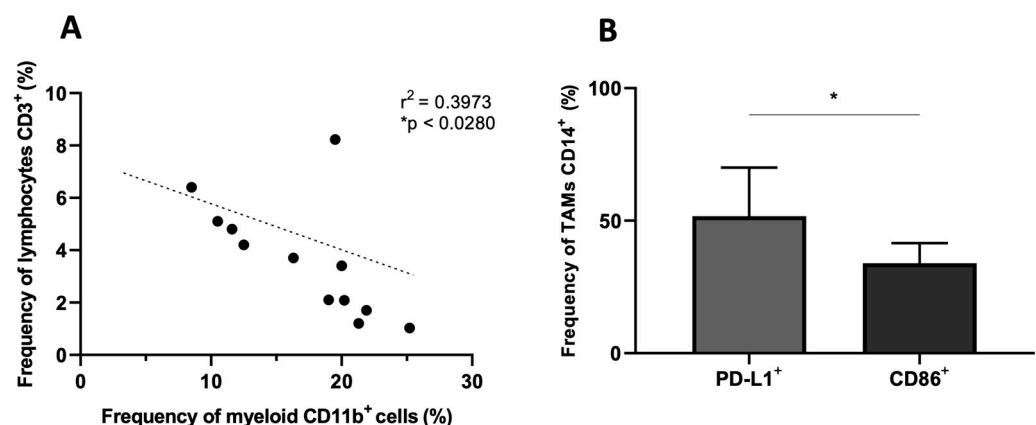 A
Frequency of lymphocytes CD3⁺ (%)
10
8
6
4
2
0
0
10
20
30
Frequency of myeloid CD11b⁺ cells (%)
r² = 0.3973
*p < 0.0280
B
Frequency of TAMs CD14⁺ (%)
100
50
0
*
PD-L1⁺
CD86⁺